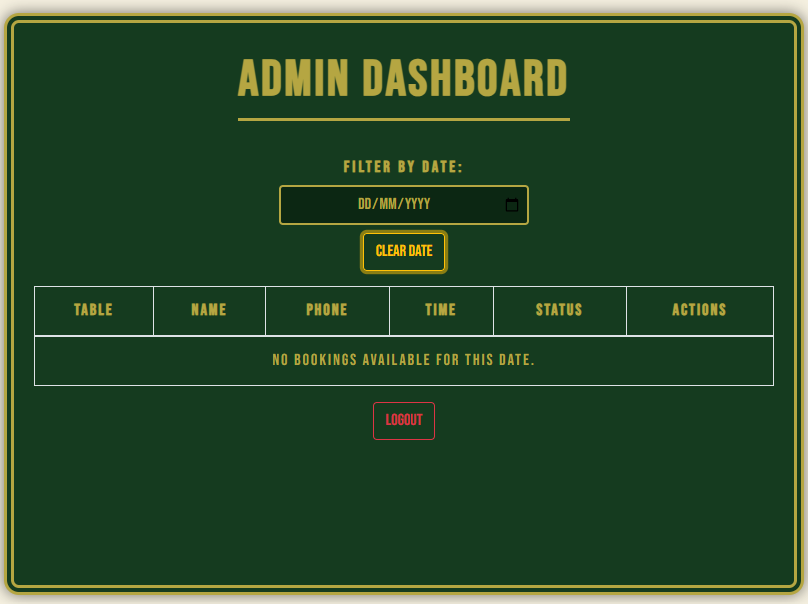 ADMIN DASHBOARD
FILTER BY DATE:
DD/MM/YYYY
CLEAR DATE
TABLE NAME PHONE TIME STATUS ACTIONS
NO BOOKINGS AVAILABLE FOR THIS DATE.
LOGOUT